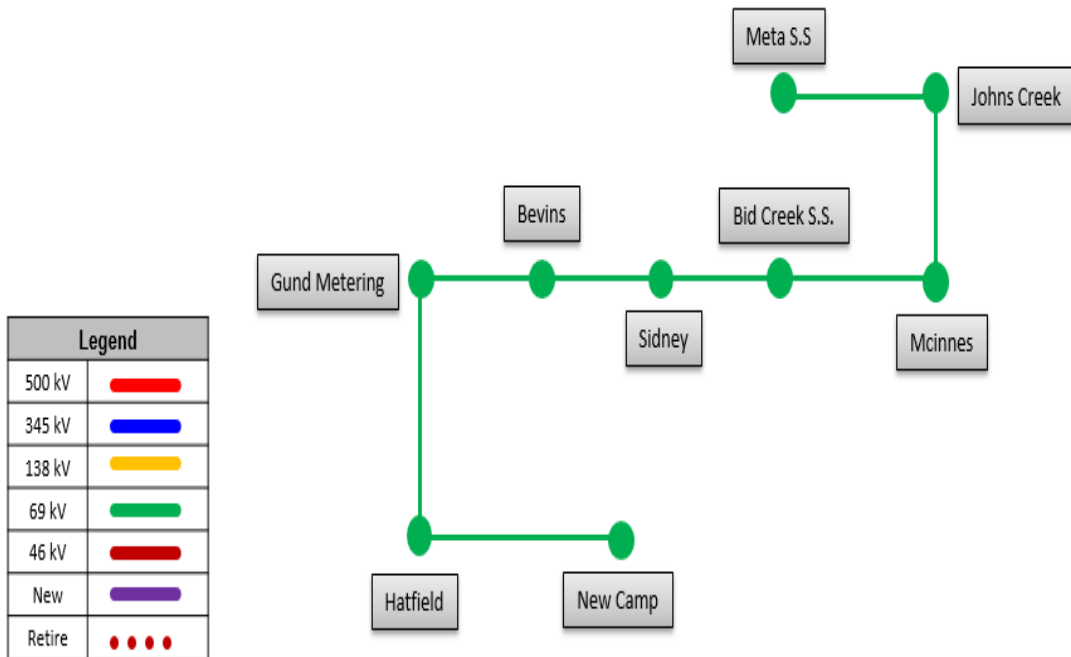 Meta S.S
Johns Creek
Bevins
Bid Creek S.S.
Gund Metering
Sidney
Mcinnes
Hatfield
New Camp
Legend
500 kV
345 kV
138 kV
69 kV
46 kV
New
Retire